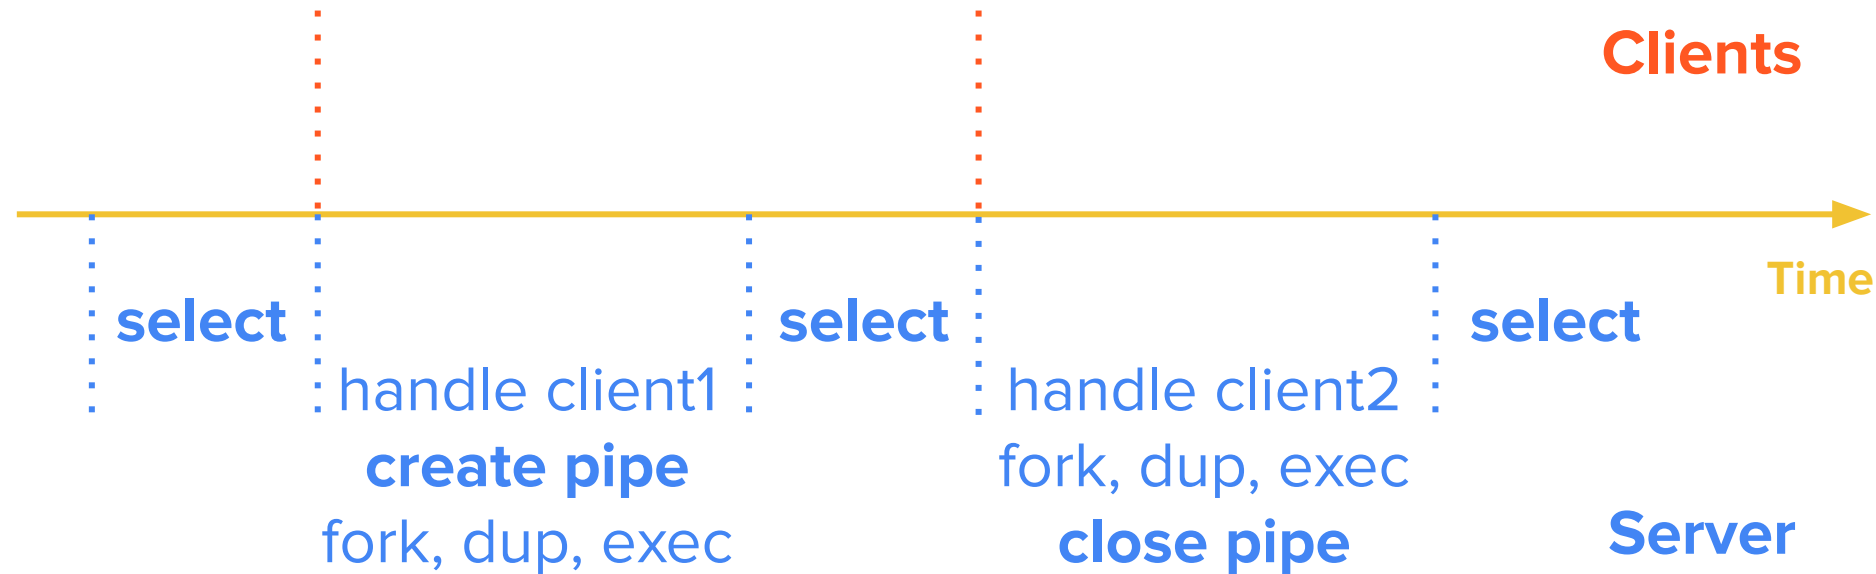 Clients
Time
select
select
select
handle client1
create pipe
fork, dup, exec
handle client2
fork, dup, exec
close pipe
Server